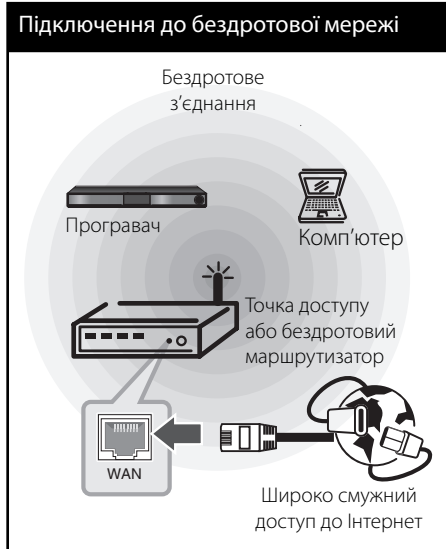 Підключення до бездротової мережі
Бездротове
з’єднання
Програвач
Комп’ютер
Точка доступу
або бездротовий
маршрутизатор
WAN
Широко смужний
доступ до Інтернет